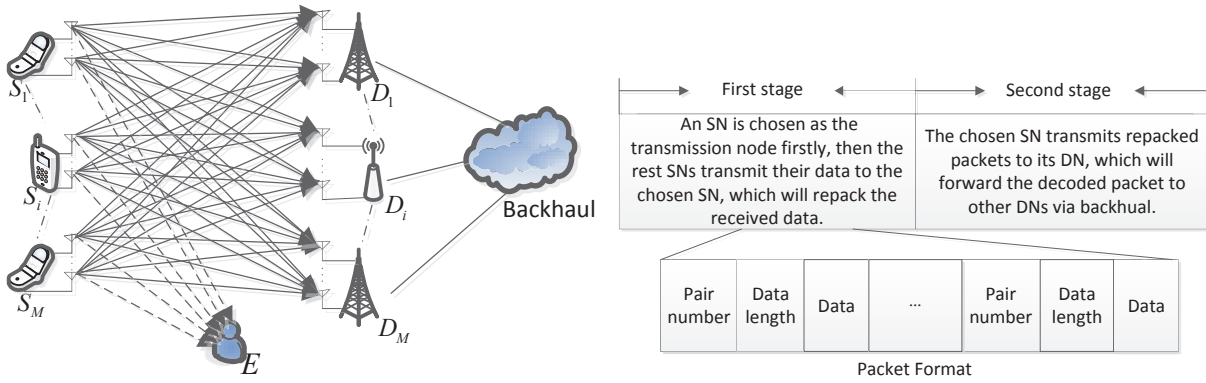 S1
Si
SM
E
D1
Di
DM
Backhaul
First stage
Second stage
An SN is chosen as the
transmission node firstly, then the
rest SNs transmit their data to the
chosen SN, which will repack the
received data.
The chosen SN transmits repacked
packets to its DN, which will
forward the decoded packet to
other DNs via backhual.
Pair
number
Data
length
Data
...
Pair
number
Data
length
Data
Packet Format